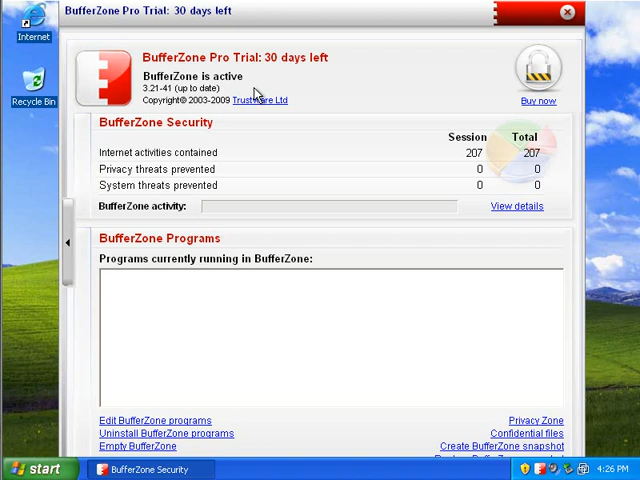 BufferZone Pro Trial: 30 days left
Internet
Recycle Bin
BufferZone Pro Trial: 30 days left
BufferZone is active
3.21-41 (up to date)
Copyright© 2003-2009 TrustWare Ltd
Buy now
BufferZone Security
Session Total
Internet activities contained 207 207
Privacy threats prevented 0 0
System threats prevented 0 0
BufferZone activity: View details
BufferZone Programs
Programs currently running in BufferZone:
Edit BufferZone programs Privacy Zone
Uninstall BufferZone programs Confidential files
Empty BufferZone Create BufferZone snapshot
start BufferZone Security 4:26 PM